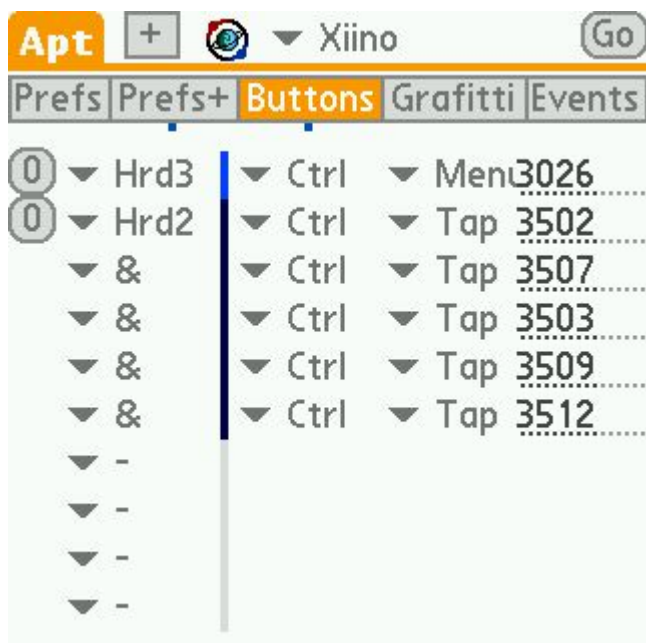 Apt + Xiino Go
Prefs Prefs+ Buttons Grafitti Events
0 Hrd3 Ctrl Menu 3026
0 Hrd2 Ctrl Tap 3502
& Ctrl Tap 3507
& Ctrl Tap 3503
& Ctrl Tap 3509
& Ctrl Tap 3512
-
-
-
-